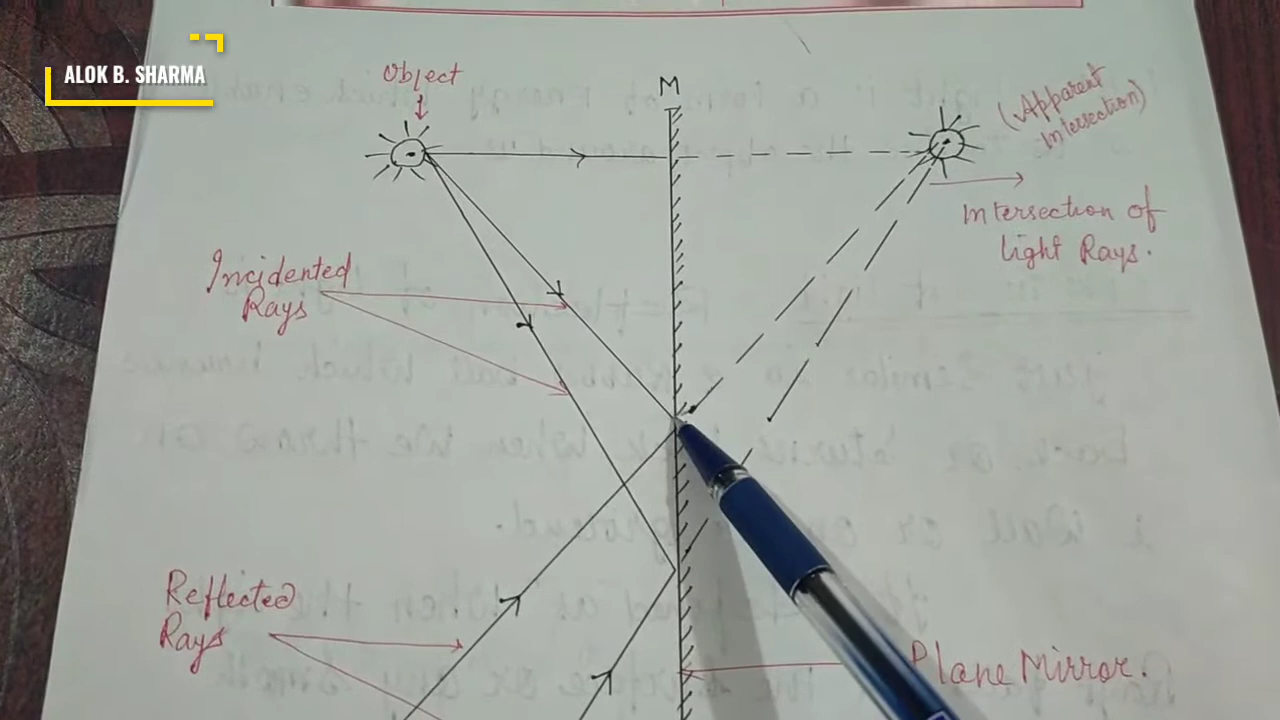 ALOK B. SHARMA
Object
M
(Apparent
intersection)
Intersection of
light Rays.
Incidented
Rays
Reflected
Rays
Plane Mirror.